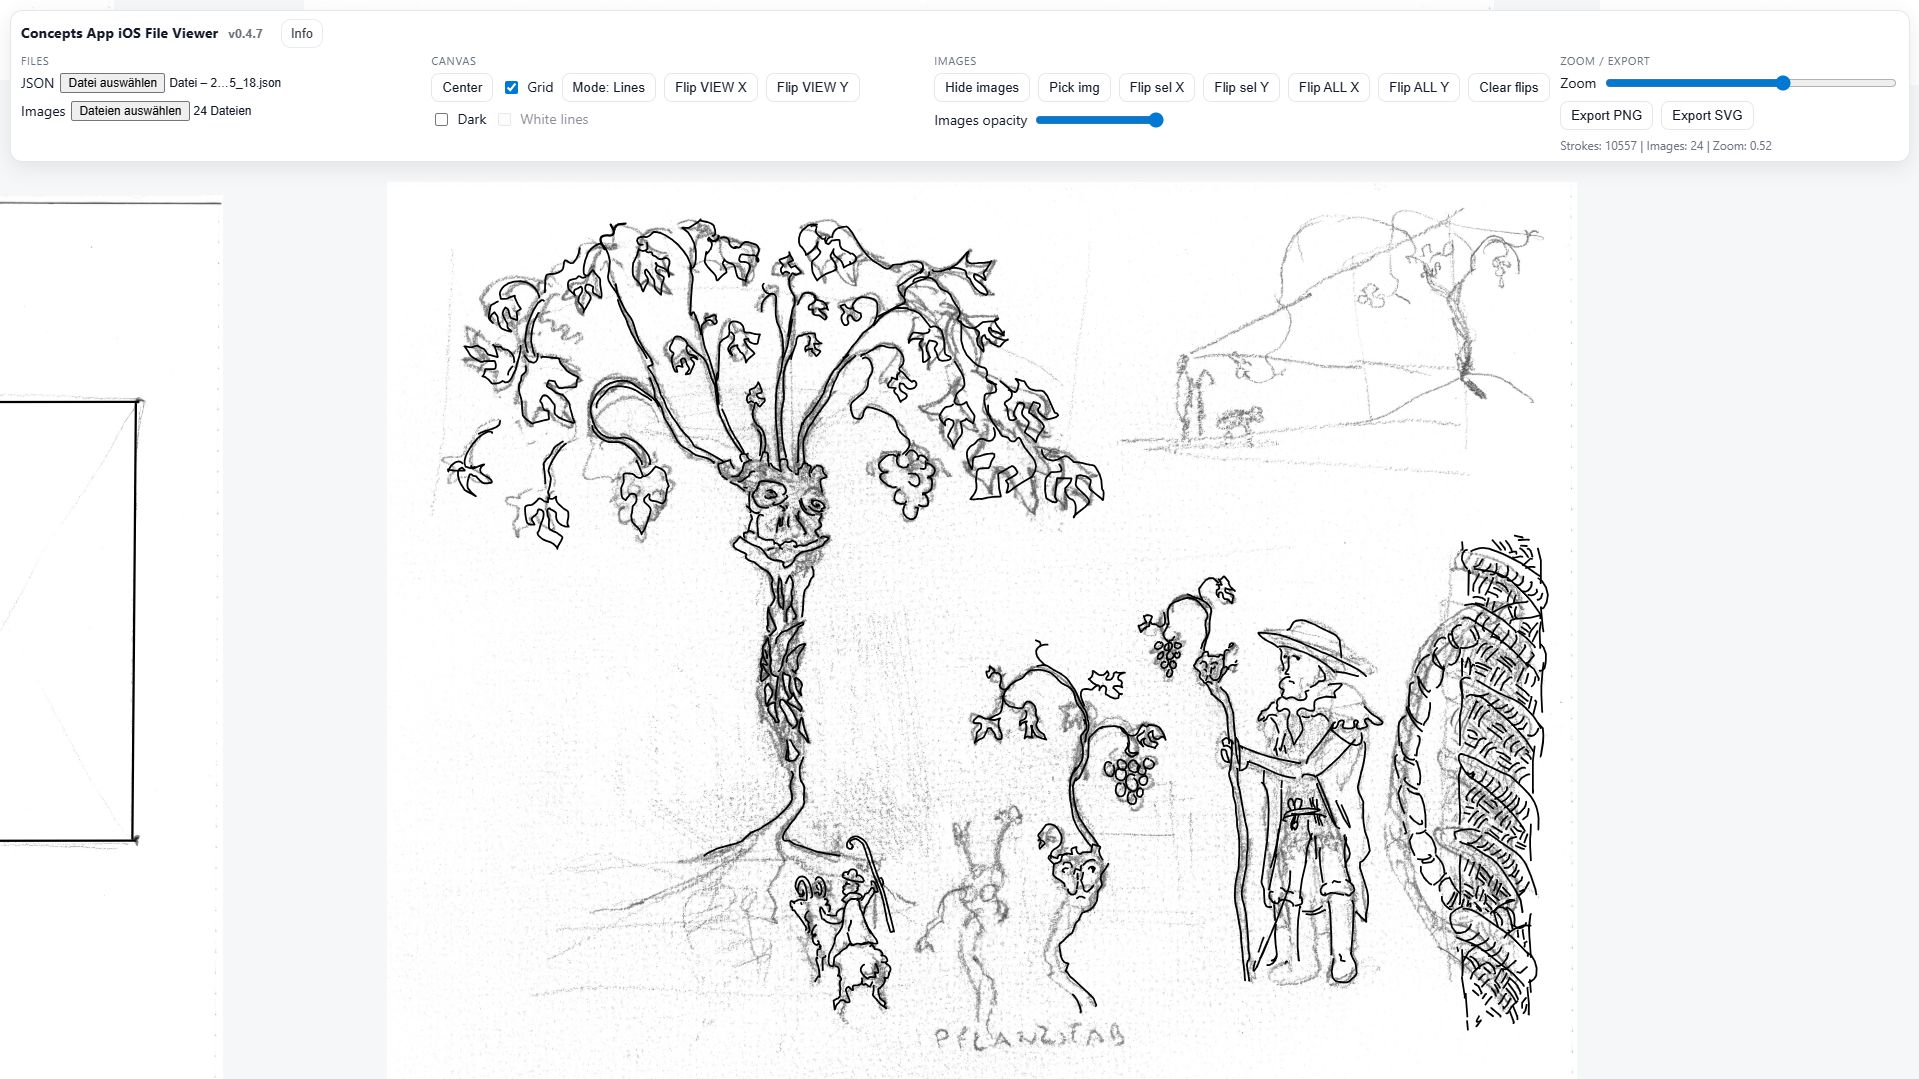 Concepts App iOS File Viewer v0.4.7 Info
FILES
JSON Datei auswählen Datei – 2...5_18.json
Images Dateien auswählen 24 Dateien
CANVAS
Center Grid Mode: Lines Flip VIEW X Flip VIEW Y
Dark White lines
IMAGES
Hide images Pick img Flip sel X Flip sel Y Flip ALL X Flip ALL Y Clear flips
Images opacity
ZOOM / EXPORT
Zoom
Export PNG Export SVG
Strokes: 10557 | Images: 24 | Zoom: 0.52
PFLANZSTAB